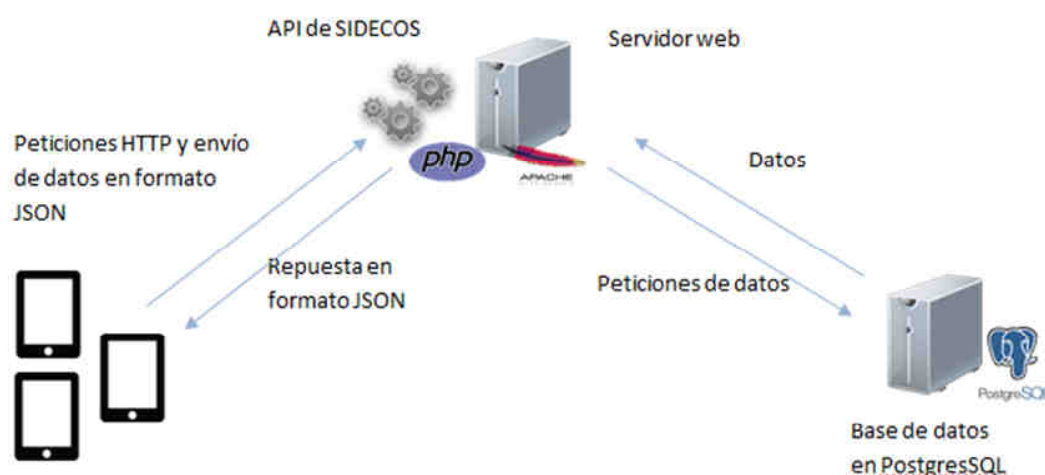 API de SIDECOS
Servidor web
Peticiones HTTP y envío
de datos en formato
JSON
php
APACHE
Datos
Repuesta en
formato JSON
Peticiones de datos
PostgreSQL
Base de datos
en PostgresSQL